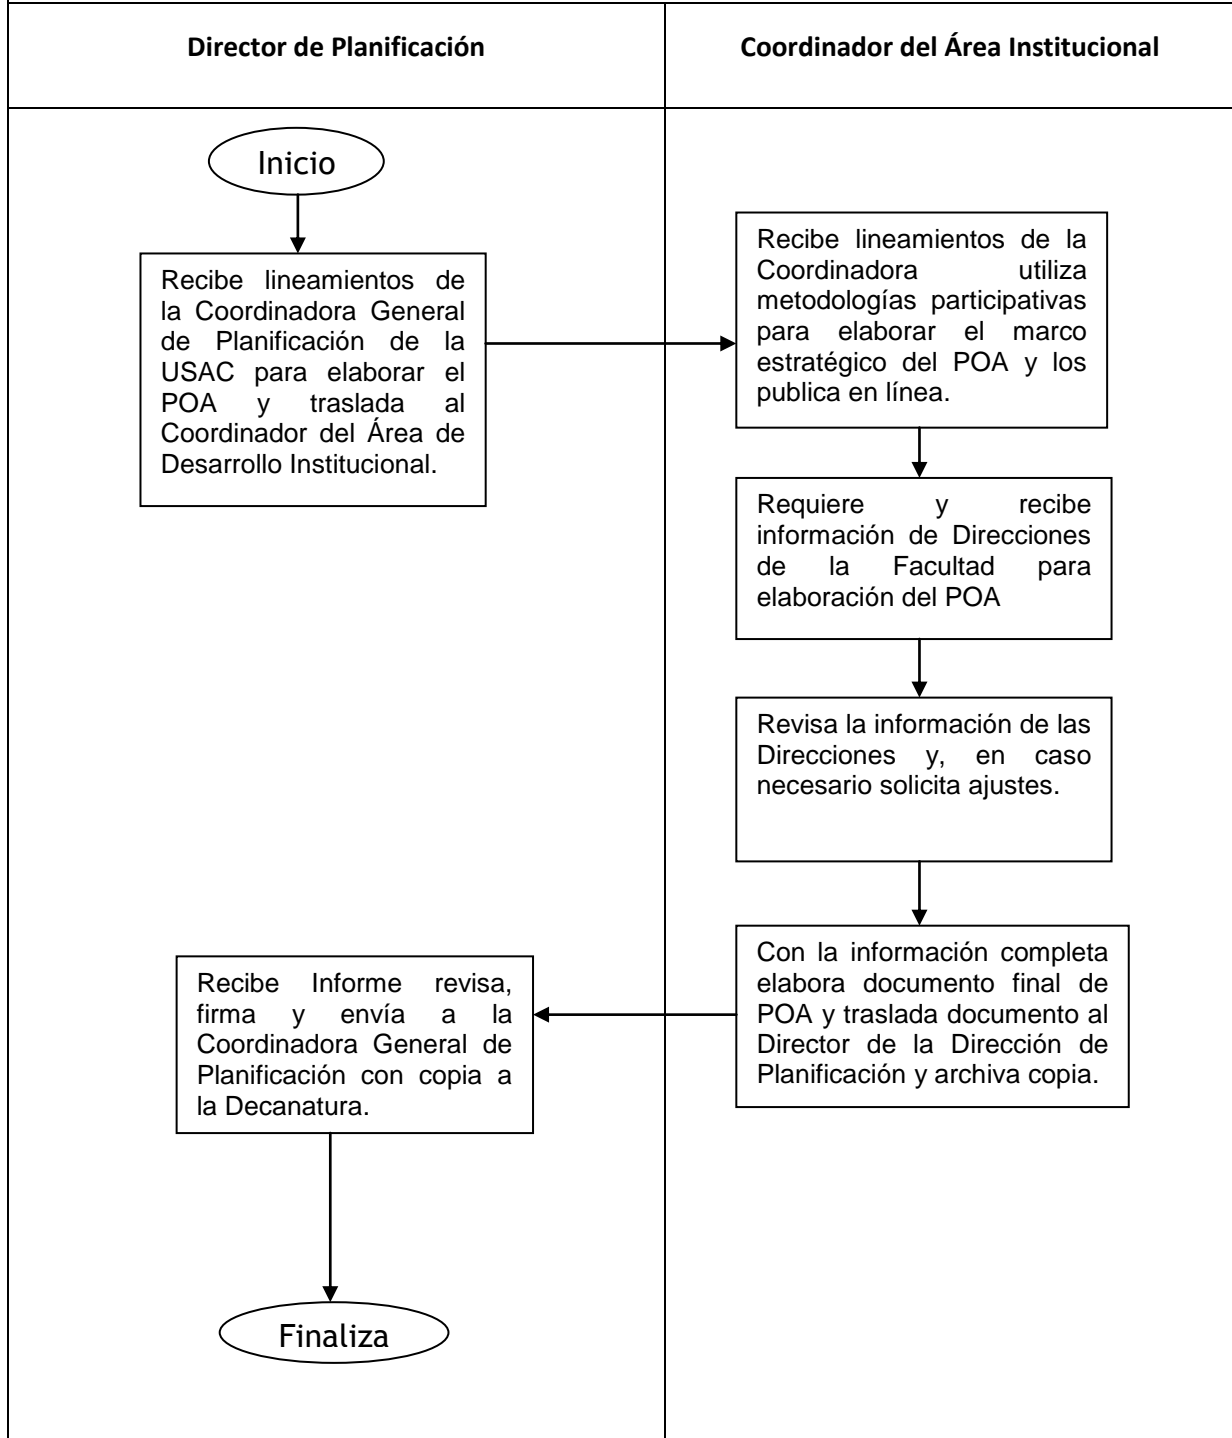 Director de Planificación
Coordinador del Área Institucional
Inicio
Recibe lineamientos de
la Coordinadora General
de Planificación de la
USAC para elaborar el
POA y traslada al
Coordinador del Área de
Desarrollo Institucional.
Recibe lineamientos de la
Coordinadora utiliza
metodologías participativas
para elaborar el marco
estratégico del POA y los
publica en línea.
Requiere y recibe
información de Direcciones
de la Facultad para
elaboración del POA
Revisa la información de las
Direcciones y, en caso
necesario solicita ajustes.
Con la información completa
elabora documento final de
POA y traslada documento al
Director de la Dirección de
Planificación y archiva copia.
Recibe Informe revisa,
firma y envía a la
Coordinadora General de
Planificación con copia a
la Decanatura.
Finaliza